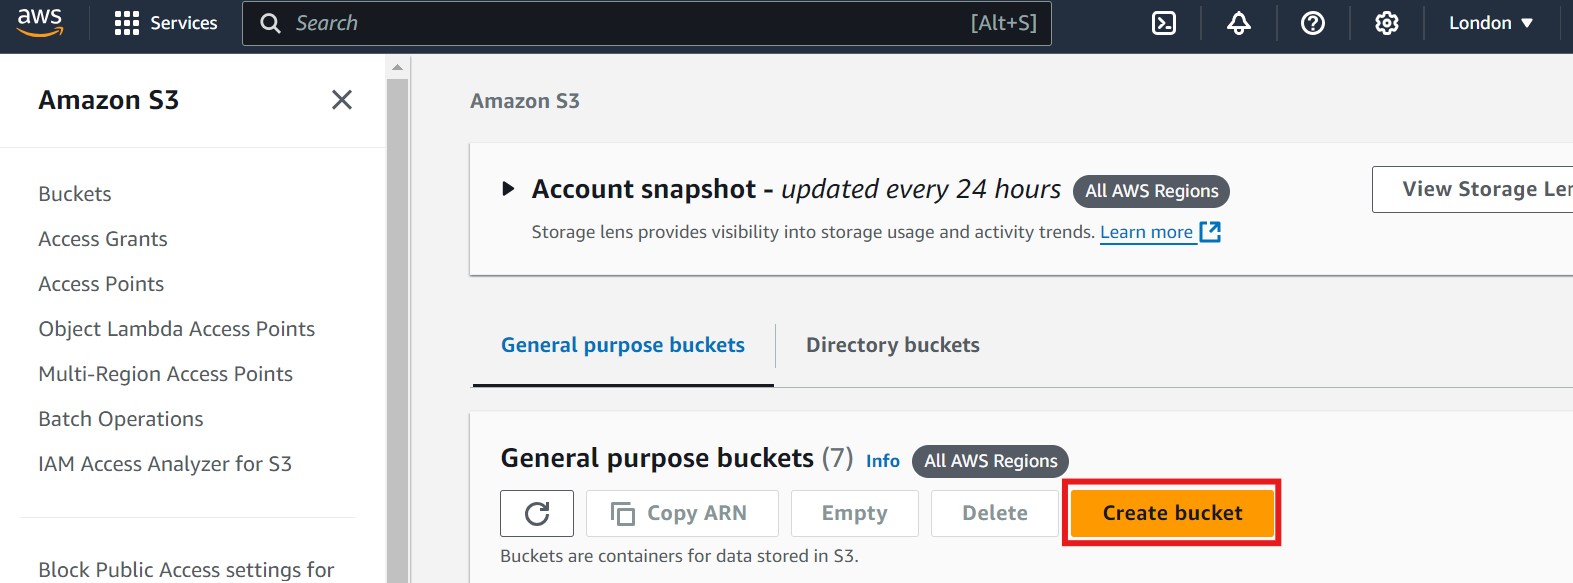 aws
Services
Search
[Alt+S]
London
Amazon S3
Buckets
Access Grants
Access Points
Object Lambda Access Points
Multi-Region Access Points
Batch Operations
IAM Access Analyzer for S3
Block Public Access settings for
Amazon S3
Account snapshot - updated every 24 hours All AWS Regions
View Storage Len
Storage lens provides visibility into storage usage and activity trends. Learn more
General purpose buckets
Directory buckets
General purpose buckets (7) Info All AWS Regions
Copy ARN
Empty
Delete
Create bucket
Buckets are containers for data stored in S3.